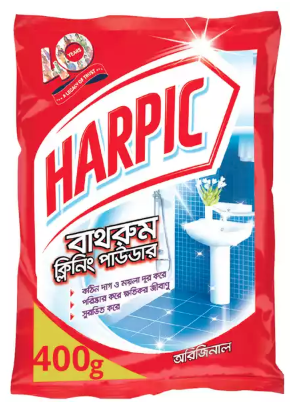 40
YEARS
A LEGACY OF TRUST
HARPIC
বাথরুম
ক্লিনিং পাউডার
কঠিন দাগ ও ময়লা দূর করে
পরিষ্কার করে ক্ষতিকর জীবাণু
সুরভিত করে
400g
অরিজিনাল